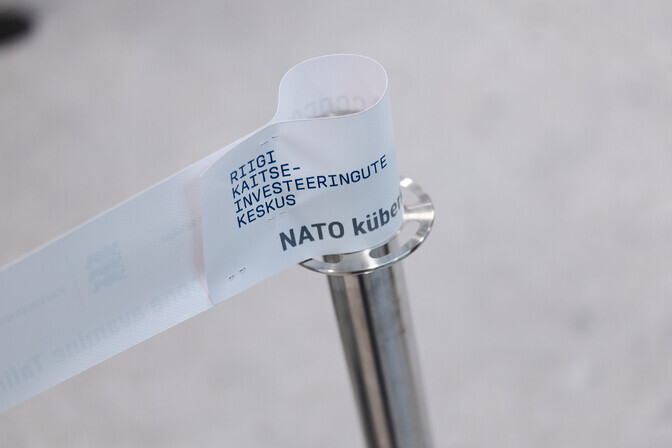 RIIGI
KAITSE-
INVESTEERINGUTE
KESKUS
NATO küber